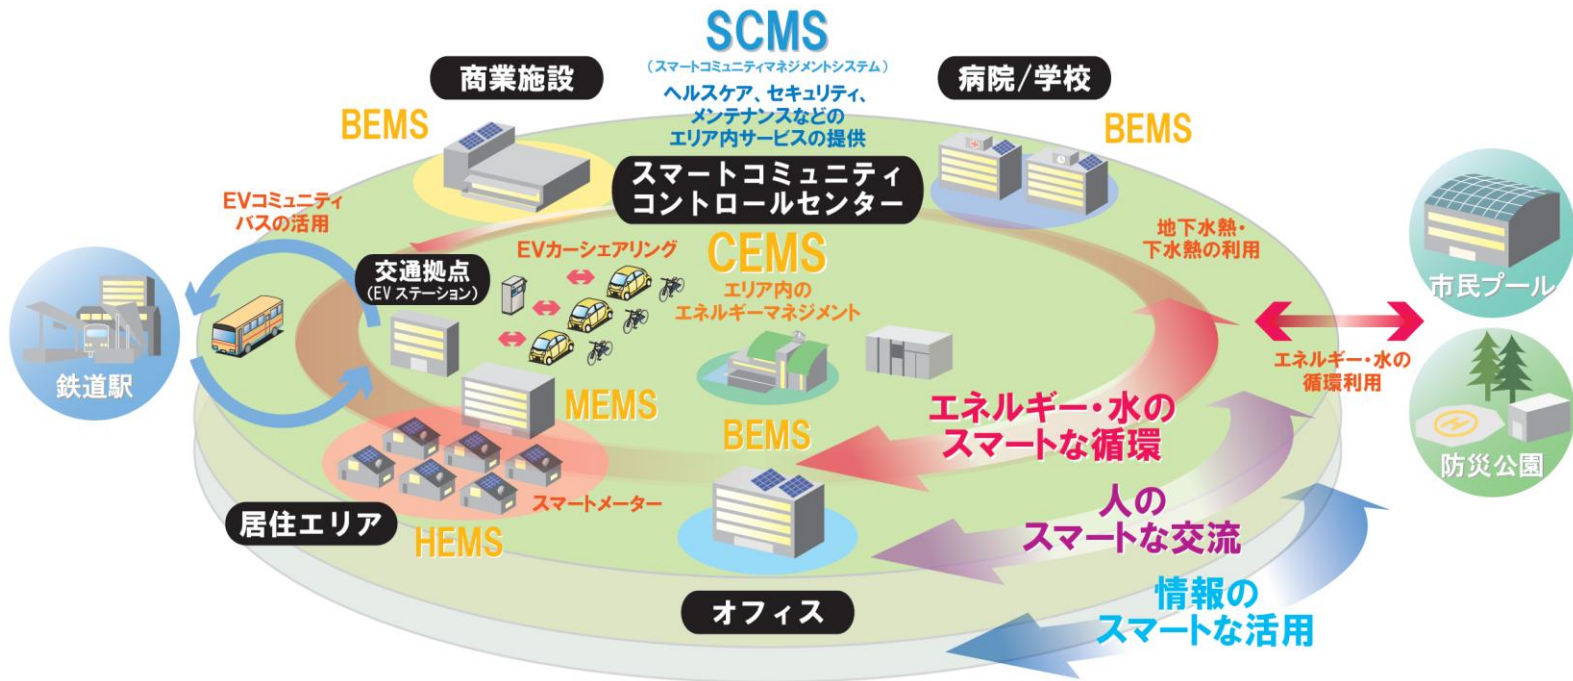 SCMS
(スマートコミュニティマネジメントシステム)
ヘルスケア、セキュリティ、
メンテナンスなどの
エリア内サービスの提供
商業施設
BEMS
病院/学校
BEMS
スマートコミュニティ
コントロールセンター
CEMS
エリア内の
エネルギーマネジメント
EVコミュニティ
バスの活用
鉄道駅
交通拠点
(EVステーション)
EVカーシェアリング
地下水熱・
下水熱の利用
市民プール
エネルギー・水の
循環利用
防災公園
MEMS
BEMS
スマートメーター
HEMS
居住エリア
オフィス
エネルギー・水の
スマートな循環
人の
スマートな交流
情報の
スマートな活用